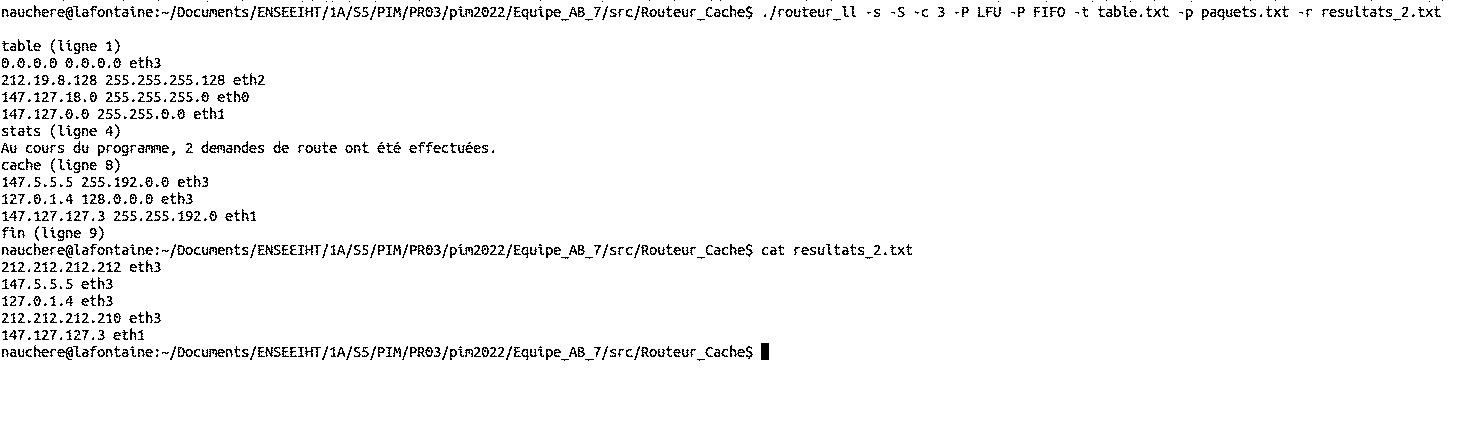 nauchere@lafontaine:~/Documents/ENSEEIHT/1A/S5/PIM/PR03/pim2022/Equipe_AB_7/src/Routeur_Cache$ ./routeur_ll -s -S -c 3 -P LFU -P FIFO -t table.txt -p paquets.txt -r resultats_2.txt
table (ligne 1)
0.0.0.0 0.0.0.0 eth3
212.19.8.128 255.255.255.128 eth2
147.127.18.0 255.255.255.0 eth0
147.127.0.0 255.255.0.0 eth1
stats (ligne 4)
Au cours du programme, 2 demandes de route ont été effectuées.
cache (ligne 8)
147.5.5.5 255.192.0.0 eth3
127.0.1.4 128.0.0.0 eth3
147.127.127.3 255.255.192.0 eth1
fin (ligne 9)
nauchere@lafontaine:~/Documents/ENSEEIHT/1A/S5/PIM/PR03/pim2022/Equipe_AB_7/src/Routeur_Cache$ cat resultats_2.txt
212.212.212.212 eth3
147.5.5.5 eth3
127.0.1.4 eth3
212.212.212.210 eth3
147.127.127.3 eth1
nauchere@lafontaine:~/Documents/ENSEEIHT/1A/S5/PIM/PR03/pim2022/Equipe_AB_7/src/Routeur_Cache$